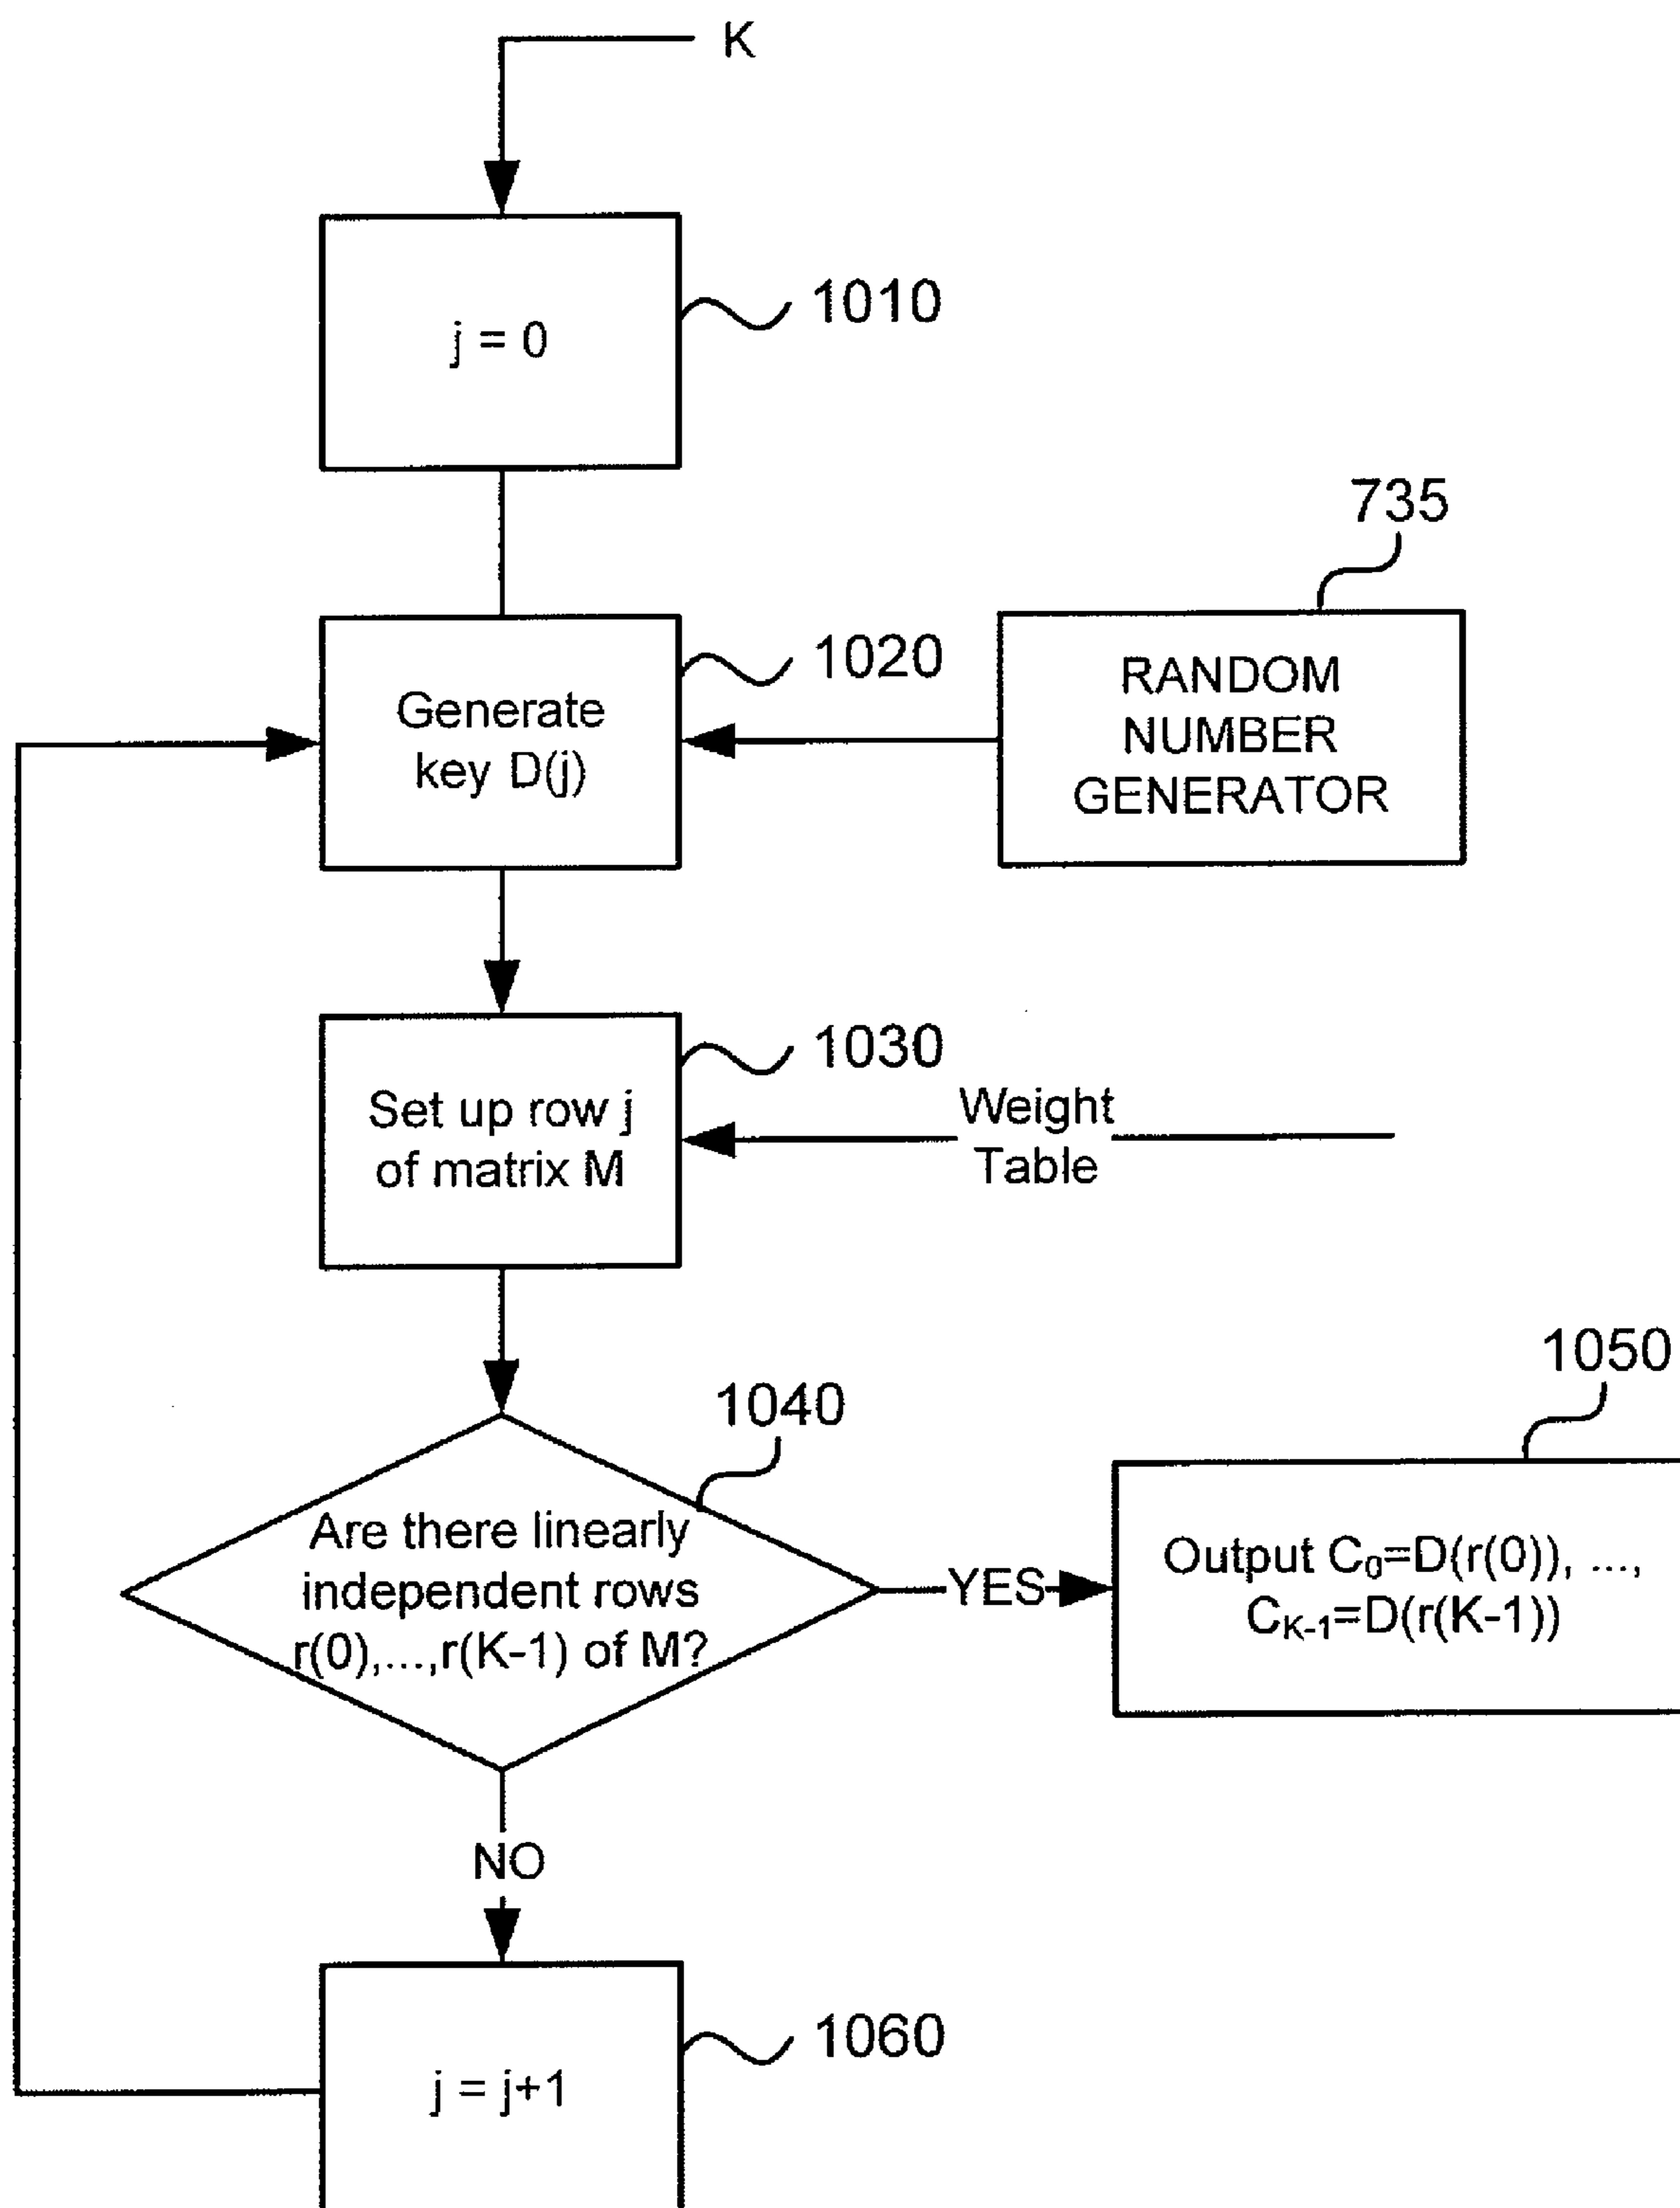 K
j = 0
1010
735
Generate
key D(j)
1020
RANDOM
NUMBER
GENERATOR
Set up row j
of matrix M
1030
Weight
Table
1040
1050
Are there linearly
independent rows
r(0),...,r(K-1) of M?
YES
Output C₀=D(r(0)), ...,
C_{K-1}=D(r(K-1))
NO
j = j+1
1060